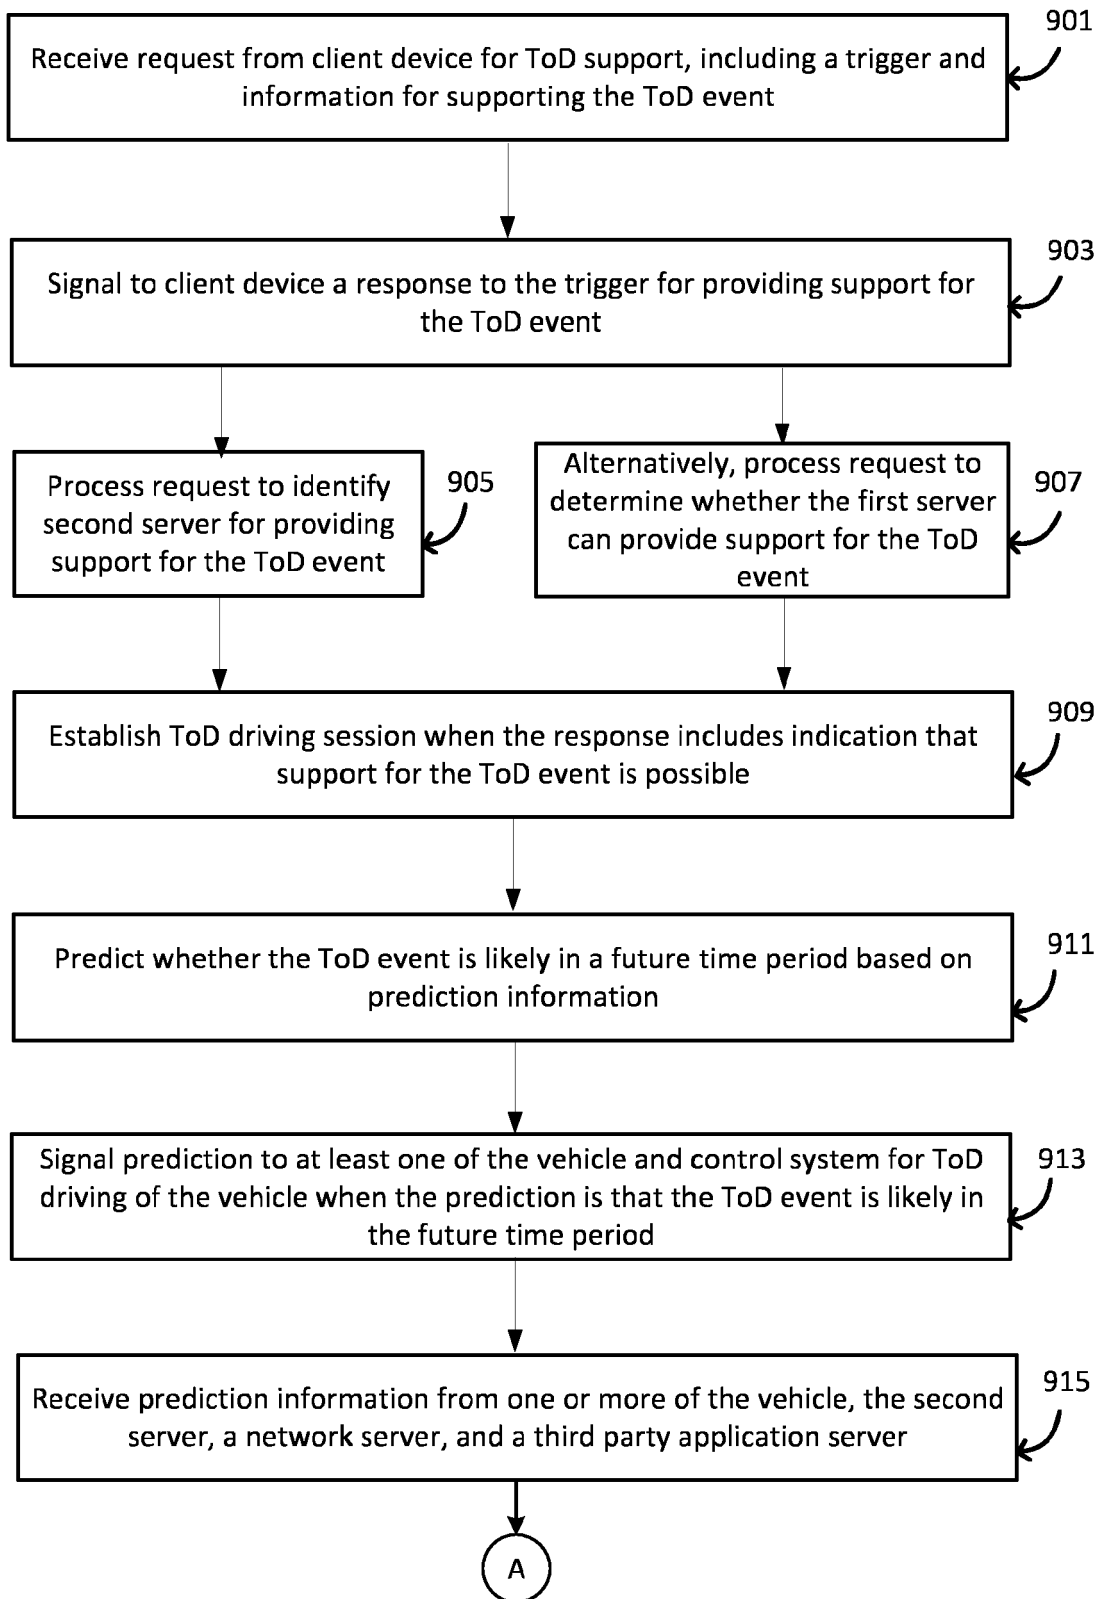 901
Receive request from client device for ToD support, including a trigger and
information for supporting the ToD event
903
Signal to client device a response to the trigger for providing support for
the ToD event
Process request to identify
second server for providing
support for the ToD event
905
Alternatively, process request to
determine whether the first server
can provide support for the ToD
event
907
909
Establish ToD driving session when the response includes indication that
support for the ToD event is possible
911
Predict whether the ToD event is likely in a future time period based on
prediction information
913
Signal prediction to at least one of the vehicle and control system for ToD
driving of the vehicle when the prediction is that the ToD event is likely in
the future time period
915
Receive prediction information from one or more of the vehicle, the second
server, a network server, and a third party application server
A